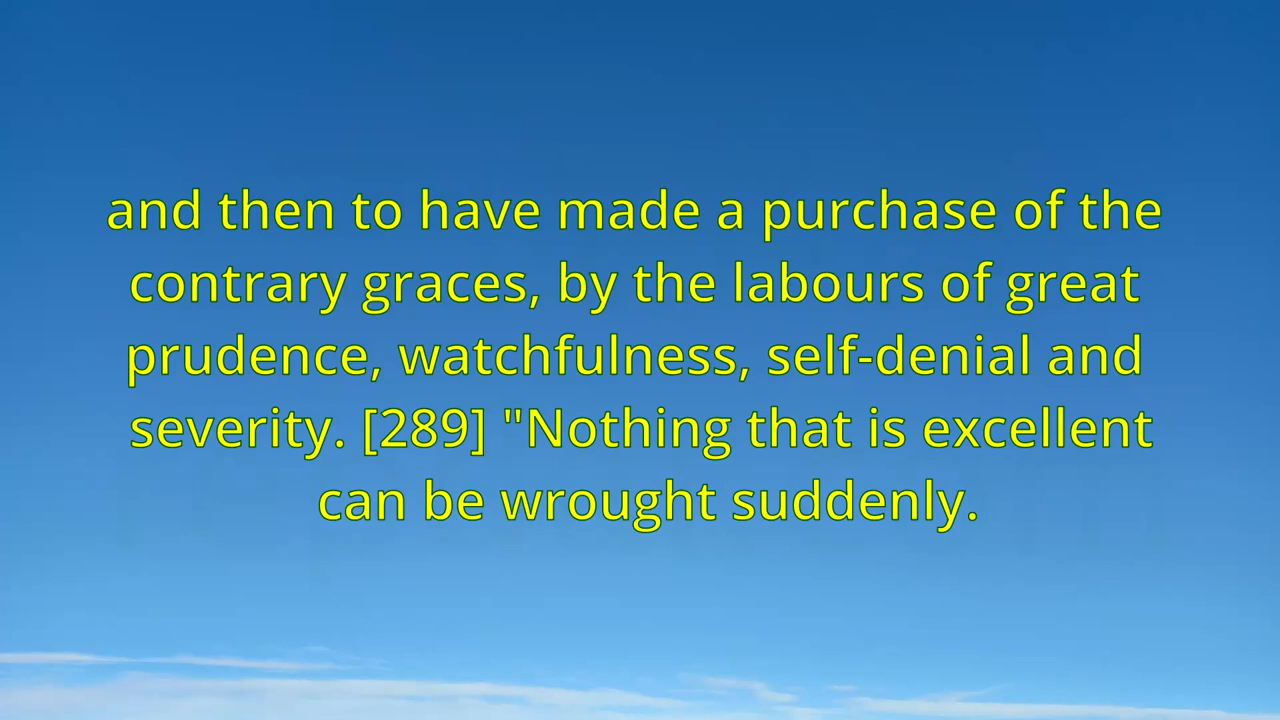 and then to have made a purchase of the
contrary graces, by the labours of great
prudence, watchfulness, self-denial and
severity. [289] "Nothing that is excellent
can be wrought suddenly.